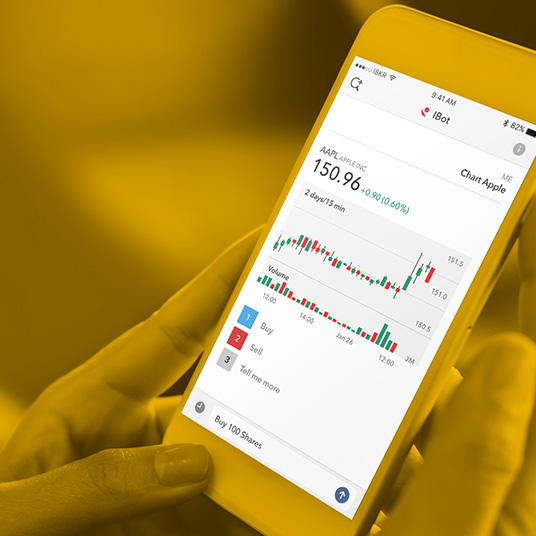 IBKR 9:41 AM 82%
IBot
ME
Chart Apple
AAPL APPLE INC
150.96 +0.90 (0.60%)
2 days/15 min
151.5
151.0
150.5
Volume
3M
12:00 14:00 Jan 26 12:00
1 Buy
2 Sell
3 Tell me more
Buy 100 Shares